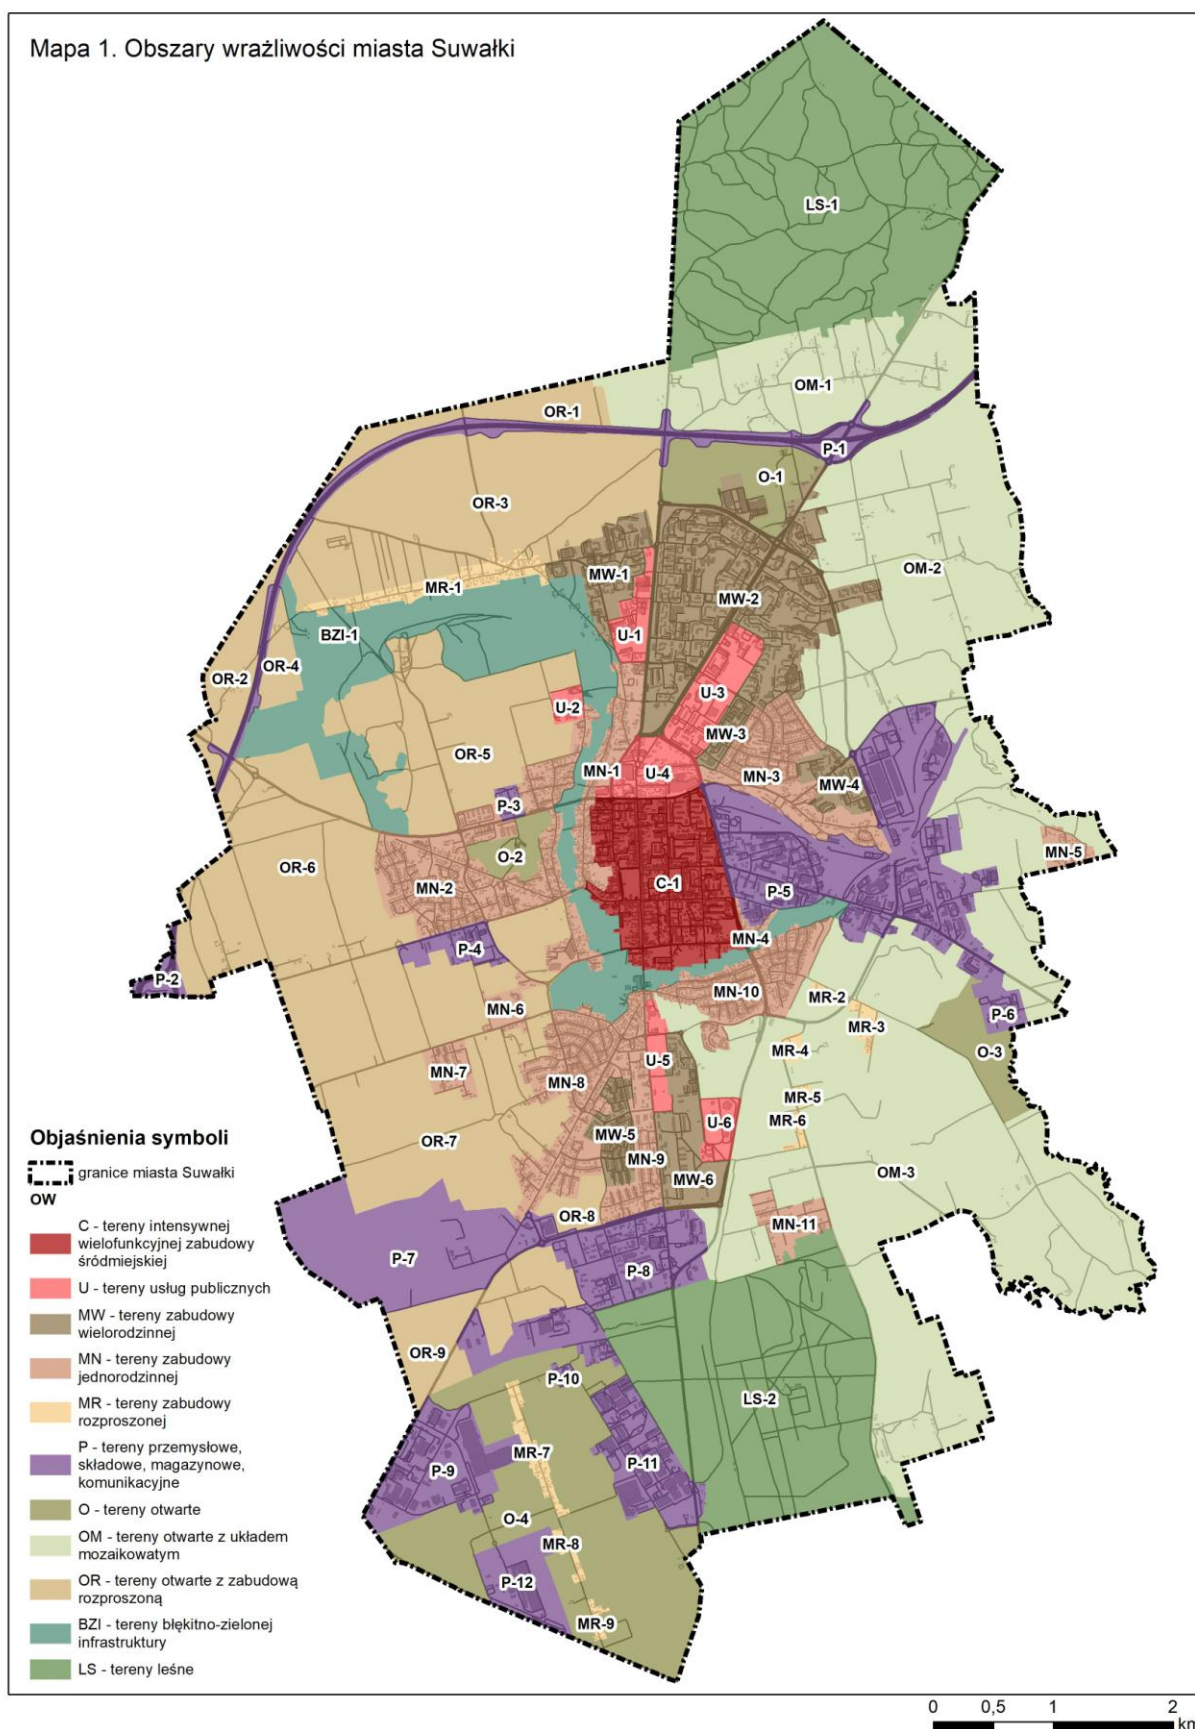 Mapa 1. Obszary wrażliwości miasta Suwałki
LS-1
OM-1
OR-1
P-1
O-1
OR-3
OM-2
MW-1
MR-1
MW-2
BZI-1
U-1
OR-4
OR-2
U-3
U-2
MW-3
OR-5
MN-1
U-4
MN-3
MW-4
P-3
MN-5
O-2
OR-6
MN-2
C-1
P-5
MN-4
P-4
P-2
MN-10
MR-2
MN-6
P-6
MR-3
MR-4
O-3
U-5
MN-7
MN-8
MR-5
MR-6
U-6
MW-5
OR-7
MN-9
OM-3
MW-6
OR-8
MN-11
P-7
P-8
OR-9
P-10
LS-2
MR-7
P-9
P-11
O-4
MR-8
P-12
MR-9
Objaśnienia symboli
granice miasta Suwałki
OW
C - tereny intensywnej
wielofunkcyjnej zabudowy
śródmiejskiej
U - tereny usług publicznych
MW - tereny zabudowy
wielorodzinnej
MN - tereny zabudowy
jednorodzinnej
MR - tereny zabudowy
rozproszonej
P - tereny przemysłowe,
składowe, magazynowe,
komunikacyjne
O - tereny otwarte
OM - tereny otwarte z układem
mozaikowatym
OR - tereny otwarte z zabudową
rozproszoną
BZI - tereny błękitno-zielonej
infrastruktury
LS - tereny leśne
0 0,5 1 2
km